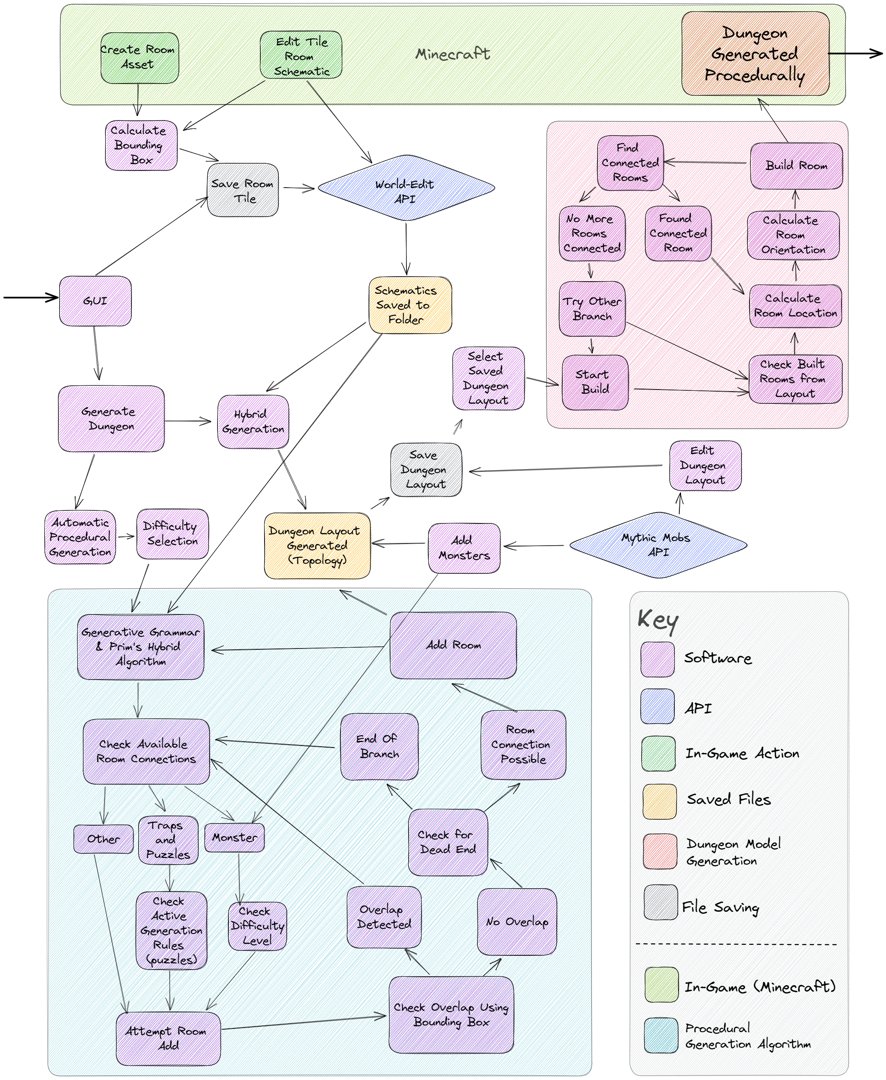 Create Room
Asset
Edit Tile
Room
Schematic
Minecraft
Dungeon
Generated
Procedurally
Calculate
Bounding
Box
Save Room
Tile
World-Edit
API
Find
Connected
Rooms
Build Room
No More
Rooms
Connected
Found
Connected
Room
Calculate
Room
Orientation
GUI
Schematics
Saved to
Folder
Try Other
Branch
Calculate
Room Location
Select
Saved
Dungeon
Layout
Start
Build
Check Built
Rooms from
Layout
Generate
Dungeon
Hybrid
Generation
Save
Dungeon
Layout
Edit
Dungeon
Layout
Automatic
Procedural
Generation
Difficulty
Selection
Dungeon Layout
Generated
(Topology)
Add
Monsters
Mythic Mobs
API
Generative Grammar
& Prim's Hybrid
Algorithm
Add Room
Check Available
Room Connections
End Of
Branch
Room
Connection
Possible
Other
Traps
and
Puzzles
Monster
Check for
Dead End
Check
Active
Generation
Rules
(puzzles)
Check
Difficulty
Level
Overlap
Detected
No Overlap
Attempt Room
Add
Check Overlap Using
Bounding Box
Key
Software
API
In-Game Action
Saved Files
Dungeon Model
Generation
File Saving
In-Game (Minecraft)
Procedural
Generation Algorithm